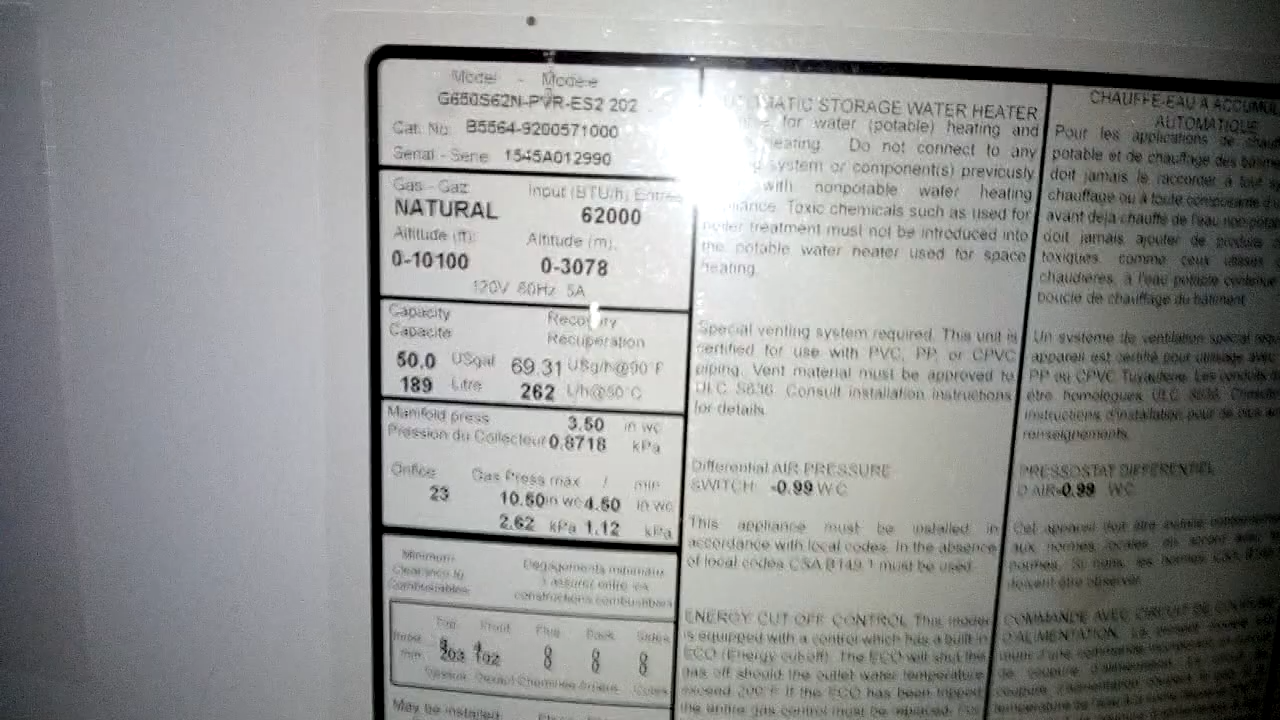 Model - Modele
G650S62N-PVR-ES2 202
Cat. No. B5564-9200571000
Serial - Serie 1545A012990
Gas - Gaz Input (BTU/h) Entree
NATURAL 62000
Altitude (ft). Altitude (m).
0-10100 0-3078
120V 60Hz 5A
Capacity Recovery
Capacite Recuperation
50.0 USgal 69.31 USg/h@90°F
189 Litre 262 L/h@50°C
Manifold press 3.50 in wc
Pression du Collecteur 0.8718 kPa
Orifice Gas Press max / min
23 10.50 in wc 4.50 in wc
2.62 kPa 1.12 kPa
Minimum Degagements minimaux
Clearance to a assurer entre les
Combustibles constructions combustibles
Top Front Flue Back Sides
203 102 0 0 0
May be installed
AUTOMATIC STORAGE WATER HEATER
for water (potable) heating and
heating. Do not connect to any
system or component(s) previously
with nonpotable water heating
appliance. Toxic chemicals such as used for
boiler treatment must not be introduced into
the potable water heater used for space
heating.
Special venting system required. This unit is
certified for use with PVC, PP, or CPVC
piping. Vent material must be approved to
ULC S636. Consult installation instructions
for details.
Differential AIR PRESSURE
SWITCH: -0.99 W C
This appliance must be installed in
accordance with local codes. In the absence
of local codes CSA B149.1 must be used.
ENERGY CUT OFF CONTROL This model
is equipped with a control which has a built-in
ECO (Energy cutoff). The ECO will shut the
gas off should the outlet water temperature
exceed 200°F. If the ECO has been tripped
the entire gas control must be replaced.
CHAUFFE-EAU A ACCUMUL
AUTOMATIQUE
Pour les applications de chauf
potable et de chauffage des bâtim
doit jamais le raccorder à tout
chauffage ou à toute composante
avant déjà chauffé de l'eau non potab
doit jamais ajouter de produits
toxiques, comme ceux utilisés
chaudières, à l'eau potable contenue
boucle de chauffage du bâtiment
Un système de ventilation spécial requ
appareil est certifié pour utilisation avec
PP ou CPVC Tuyauterie. Les conduits
être homologués ULC S636. Consulter
instructions d'installation pour de plus
renseignements.
PRESSOSTAT DIFFERENTIEL
D'AIR -0.99 W C
Cet appareil doit être installé
aux normes locales en
normes. Si non, les normes CSA B149
doivent être observer.
COMMANDE AVEC CIRCUIT DE COUPURE
D'ALIMENTATION.